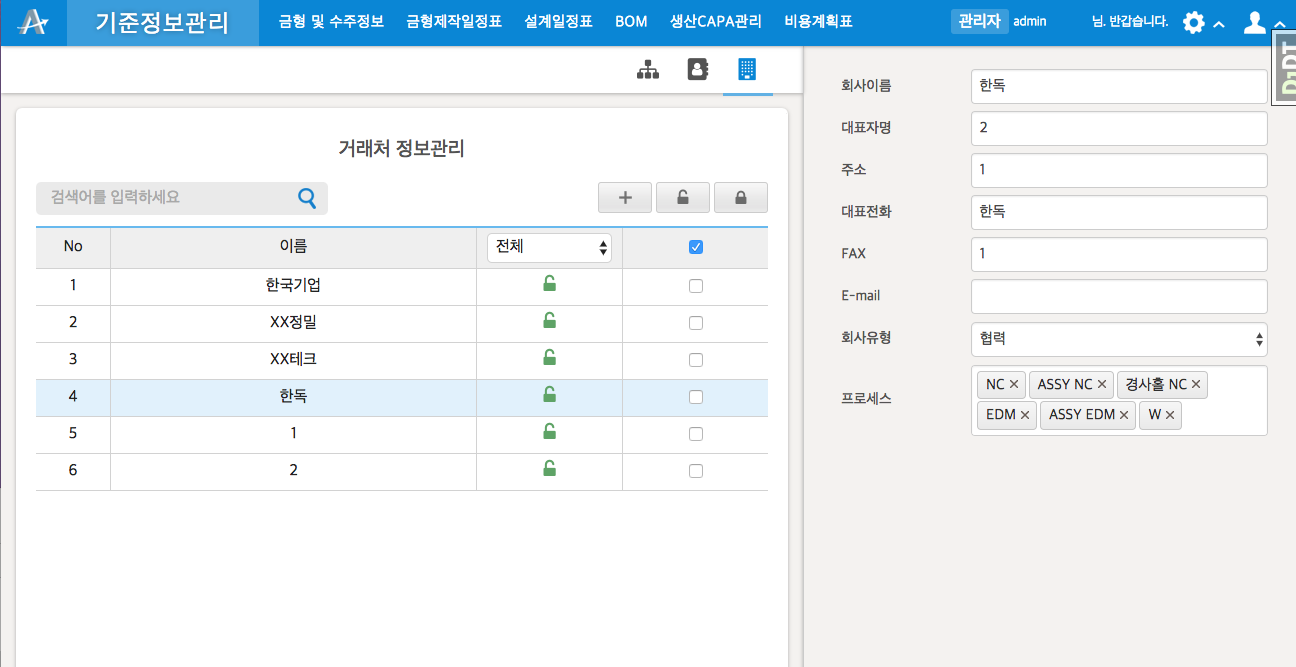 기준정보관리 금형 및 수주정보 금형제작일정표 설계일정표 BOM 생산CAPA관리 비용계획표 관리자 admin 님. 반갑습니다.
거래처 정보관리
검색어를 입력하세요
No 이름 전체
1 한국기업
2 XX정밀
3 XX테크
4 한독
5 1
6 2
회사이름 한독
대표자명 2
주소 1
대표전화 한독
FAX 1
E-mail
회사유형 협력
프로세스 NC × ASSY NC × 경사홀 NC ×
EDM × ASSY EDM × W ×